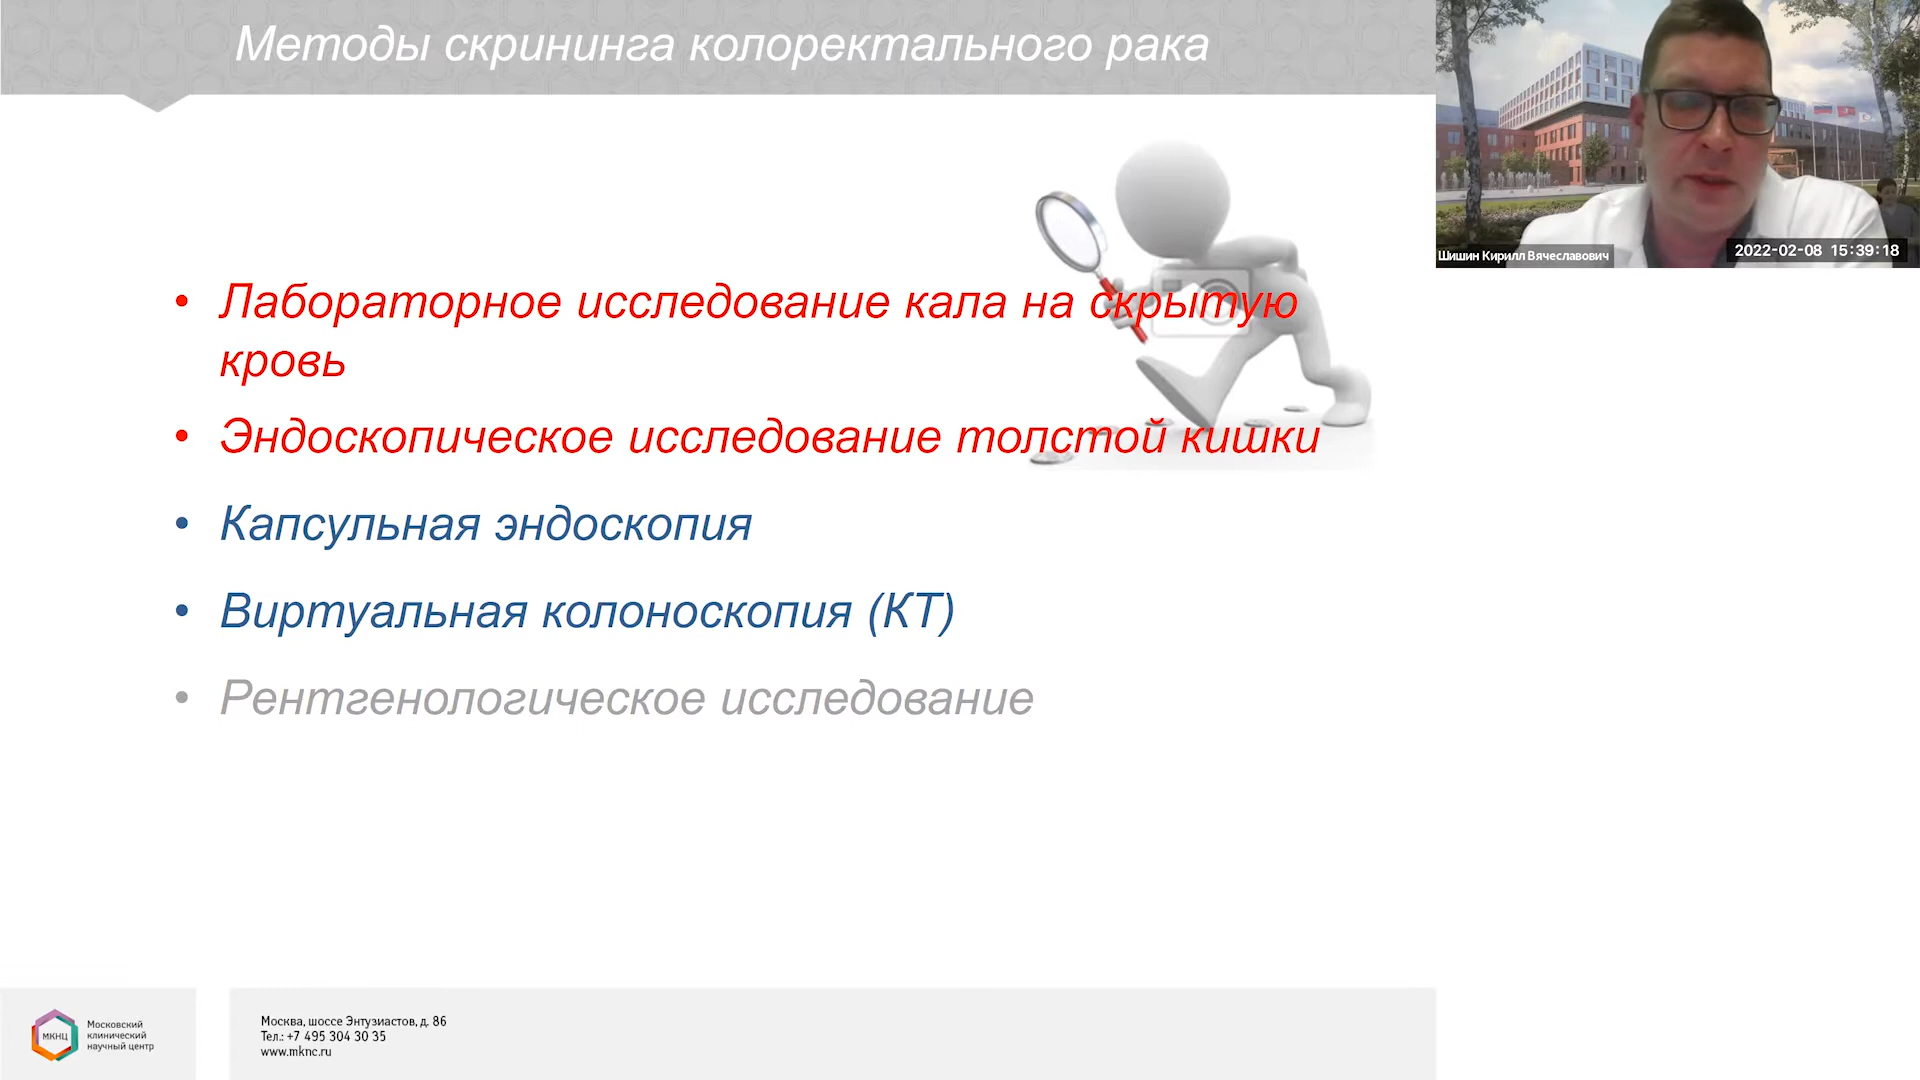 Методы скрининга колоректального рака
Шишин Кирилл Вячеславович
2022-02-08 15:39:18
• Лабораторное исследование кала на скрытую
кровь
• Эндоскопическое исследование толстой кишки
• Капсульная эндоскопия
• Виртуальная колоноскопия (КТ)
• Рентгенологическое исследование
МКНЦ
Московский
клинический
научный центр
Москва, шоссе Энтузиастов, д. 86
Тел.: +7 495 304 30 35
www.mknc.ru